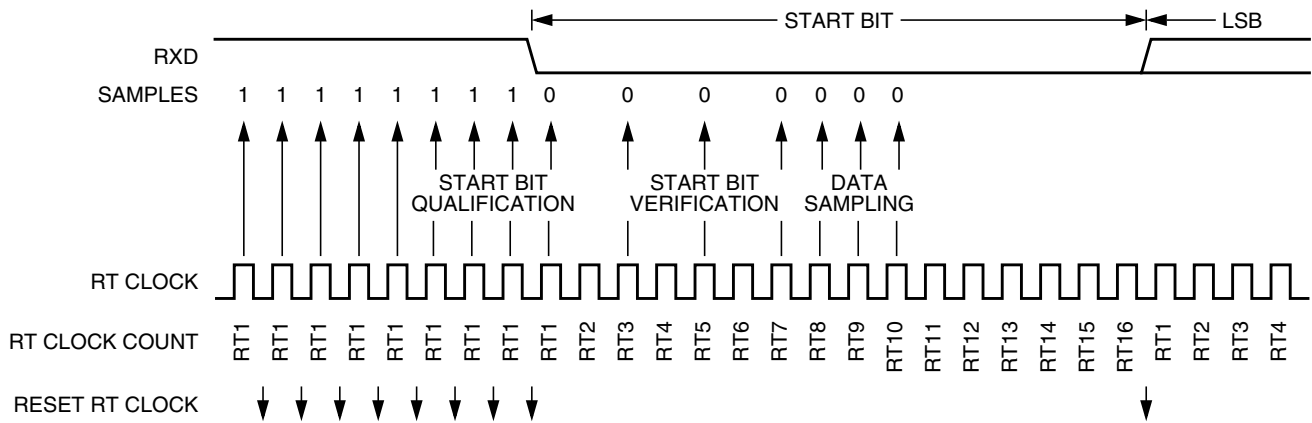 START BIT LSB
RXD
SAMPLES 1 1 1 1 1 1 1 1 0 0 0 0 0 0 0
START BIT QUALIFICATION START BIT VERIFICATION DATA SAMPLING
RT CLOCK
RT CLOCK COUNT RT1 RT1 RT1 RT1 RT1 RT1 RT1 RT1 RT1 RT2 RT3 RT4 RT5 RT6 RT7 RT8 RT9 RT10 RT11 RT12 RT13 RT14 RT15 RT16 RT1 RT2 RT3 RT4
RESET RT CLOCK